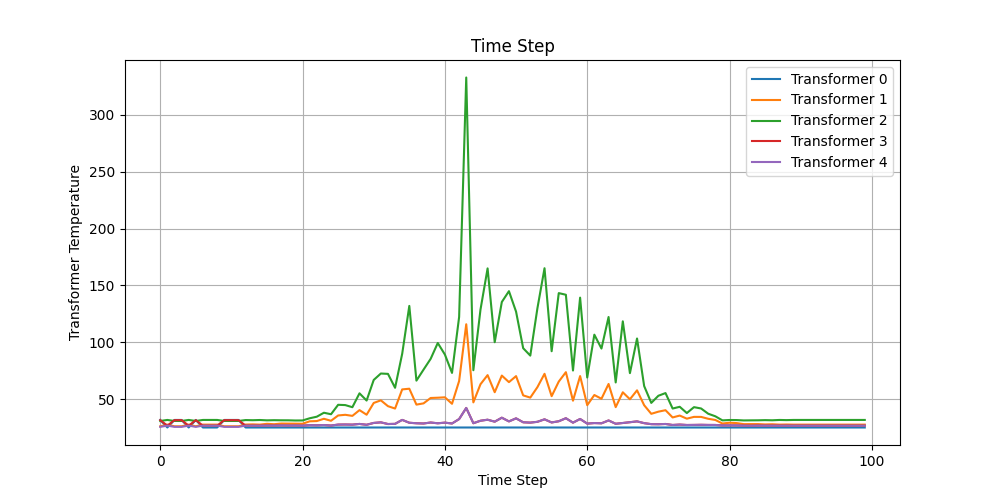 Time Step
Transformer Temperature
300
250
200
150
100
50
0
20
40
60
80
100
Time Step
Transformer 0
Transformer 1
Transformer 2
Transformer 3
Transformer 4